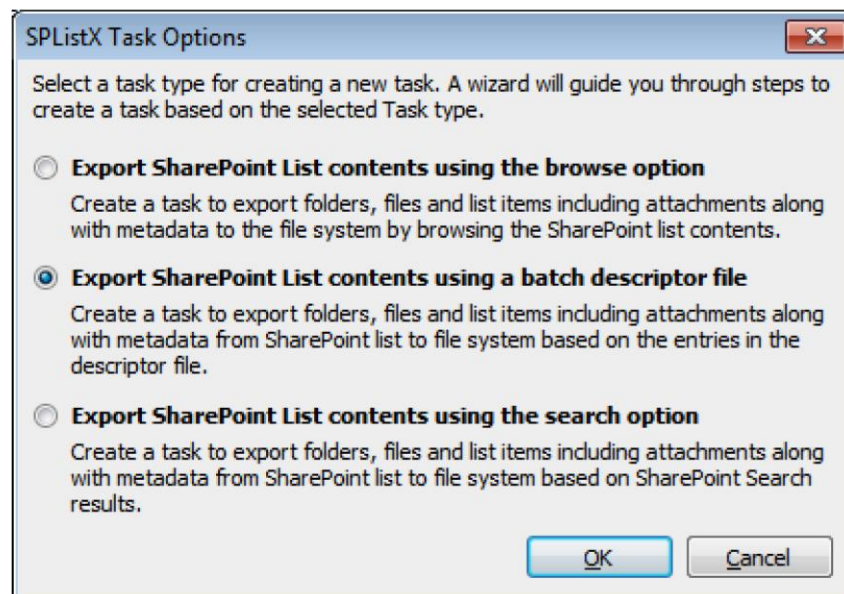 SPListX Task Options
Select a task type for creating a new task. A wizard will guide you through steps to
create a task based on the selected Task type.
Export SharePoint List contents using the browse option
Create a task to export folders, files and list items including attachments along
with metadata to the file system by browsing the SharePoint list contents.
Export SharePoint List contents using a batch descriptor file
Create a task to export folders, files and list items including attachments along
with metadata from SharePoint list to file system based on the entries in the
descriptor file.
Export SharePoint List contents using the search option
Create a task to export folders, files and list items including attachments along
with metadata from SharePoint list to file system based on SharePoint Search
results.
OK Cancel